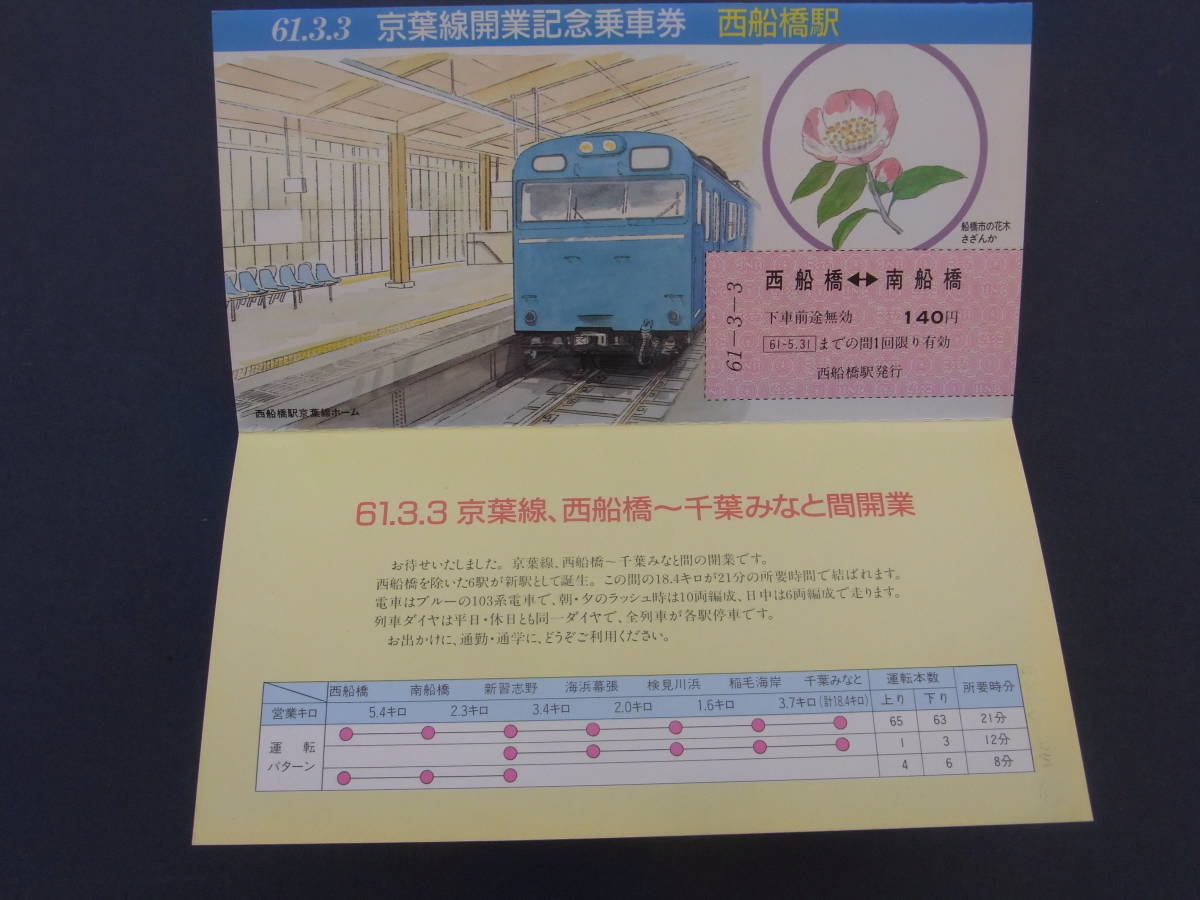 61.3.3 京葉線開業記念乗車券 西船橋駅
船橋市の花木
さざんか
西船橋京葉線ホーム
61-3-3
西船橋↔南船橋
下車前途無効 140円
61-5.31 までの間1回限り有効
西船橋駅発行
61.3.3 京葉線、西船橋〜千葉みなと間開業
お待せいたしました。京葉線、西船橋〜千葉みなと間の開業です。
西船橋を除いた6駅が新駅として誕生。この間の18.4キロが21分の所要時間で結ばれます。
電車はブルーの103系電車で、朝・夕のラッシュ時は10両編成、日中は6両編成で走ります。
列車ダイヤは平日・休日とも同一ダイヤで、全列車が各駅停車です。
お出かけに、通勤・通学に、どうぞご利用ください。
西船橋 南船橋 新習志野 海浜幕張 検見川浜 稲毛海岸 千葉みなと 運転本数 所要時分
営業キロ 5.4キロ 2.3キロ 3.4キロ 2.0キロ 1.6キロ 3.7キロ (計18.4キロ) 上り 下り
運転パターン
65 63 21分
1 3 12分
4 6 8分